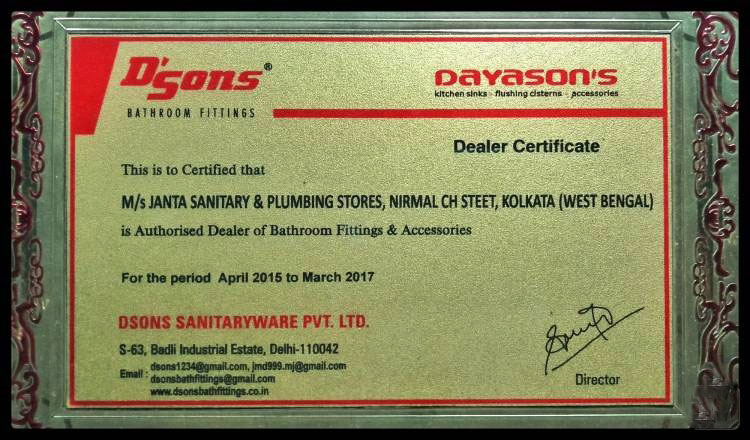 D'Sons®
BATHROOM FITTINGS
DAYASON'S
kitchen sinks flushing cisterns accessories
Dealer Certificate
This is to Certified that
M/s JANTA SANITARY & PLUMBING STORES, NIRMAL CH STEET, KOLKATA (WEST BENGAL)
is Authorised Dealer of Bathroom Fittings & Accessories
For the period April 2015 to March 2017
DSONS SANITARYWARE PVT. LTD.
S-63, Badli Industrial Estate, Delhi-110042
Email : dsons1234@gmail.com, jmd999.mj@gmail.com
dsonsbathfittings@gmail.com
www.dsonsbathfittings.co.in
Director